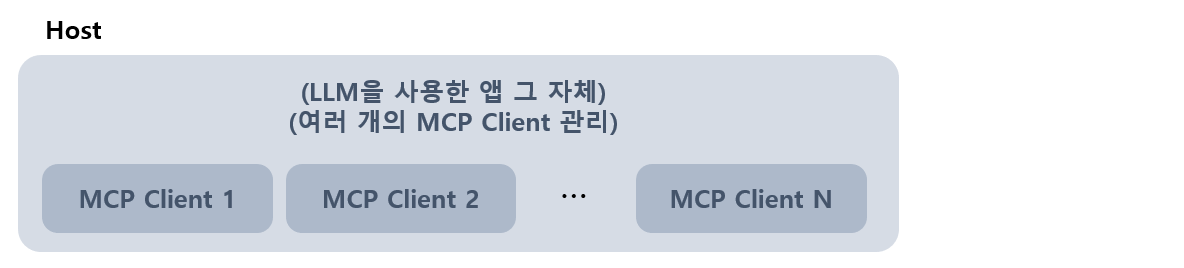 Host
(LLM을 사용한 앱 그 자체)
(여러 개의 MCP Client 관리)
MCP Client 1
MCP Client 2
...
MCP Client N